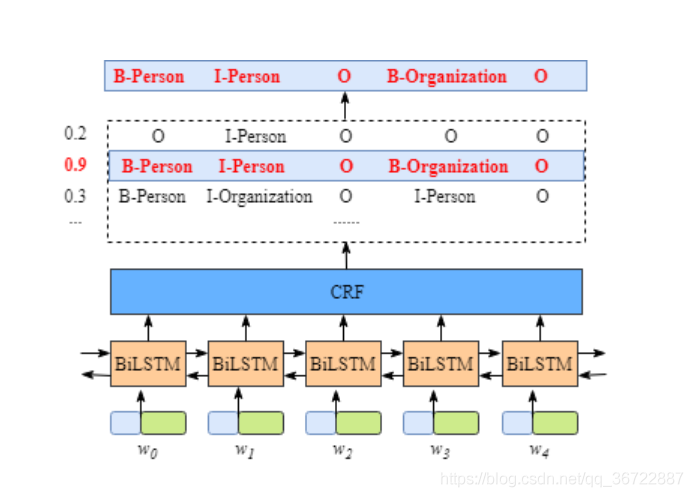 B-Person I-Person O B-Organization O
0.2 O I-Person O O O
0.9 B-Person I-Person O B-Organization O
0.3 B-Person I-Organization O I-Person O
... ......
CRF
BiLSTM BiLSTM BiLSTM BiLSTM BiLSTM
w0 w1 w2 w3 w4
https://blog.csdn.net/qq_36722887